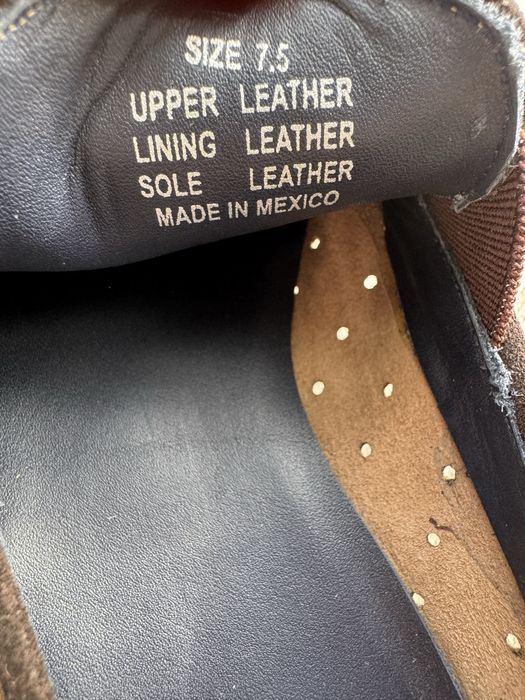 SIZE 7.5
UPPER LEATHER
LINING LEATHER
SOLE LEATHER
MADE IN MEXICO